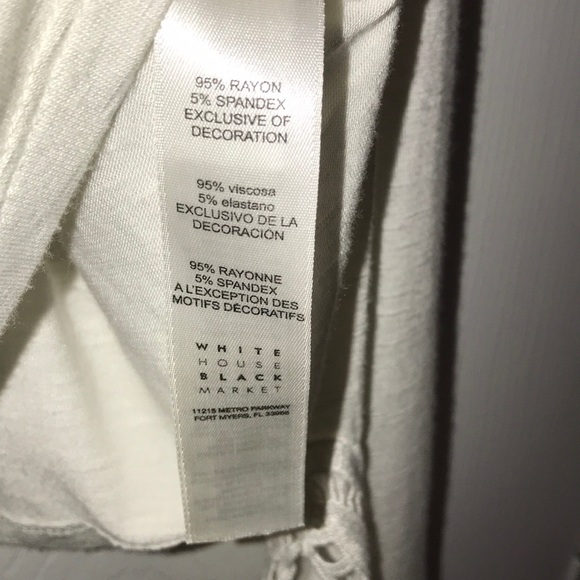 95% RAYON
5% SPANDEX
EXCLUSIVE OF
DECORATION
95% viscosa
5% elastano
EXCLUSIVO DE LA
DECORACIÓN
95% RAYONNE
5% SPANDEX
A L'EXCEPTION DES
MOTIFS DÉCORATIFS
WHITE
HOUSE
BLACK
MARKET
11215 METRO PARKWAY
FORT MYERS, FL 33966